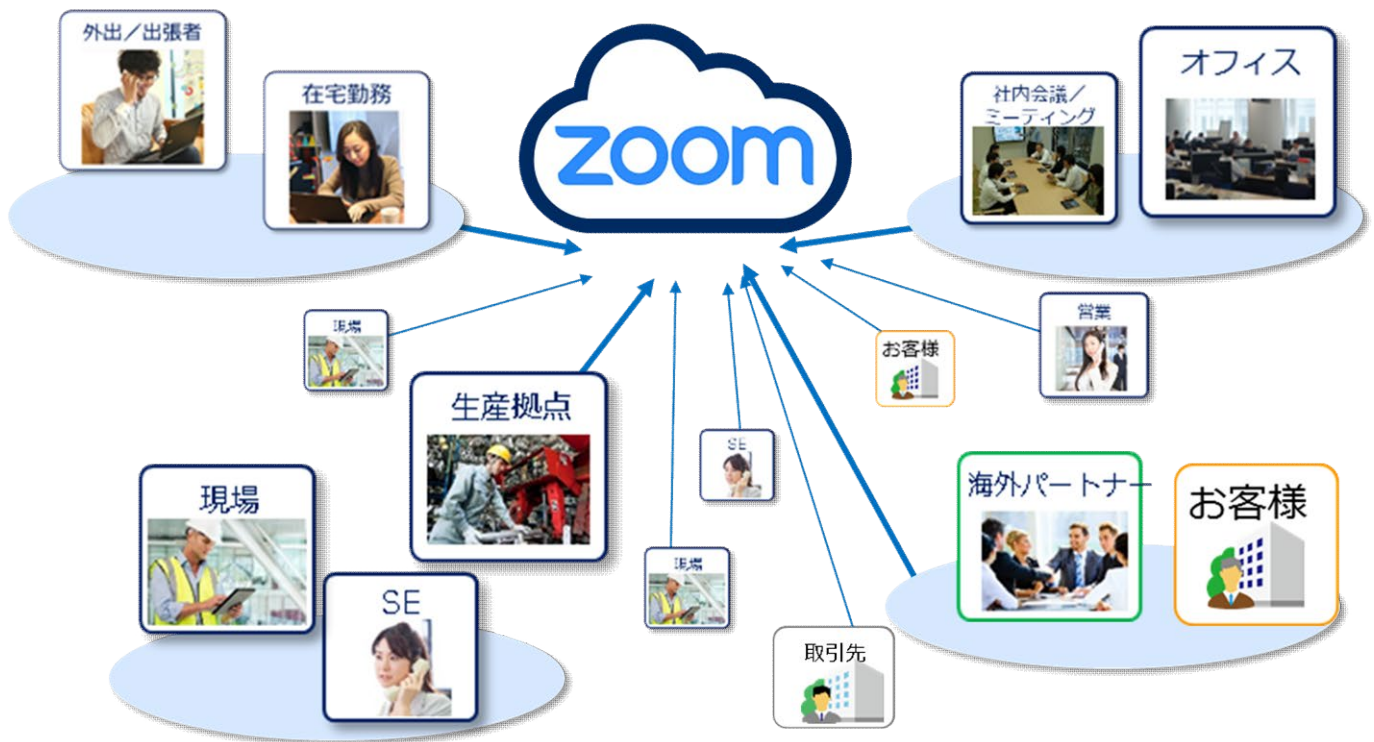 外出／出張者
在宅勤務
zoom
社内会議／
ミーティング
オフィス
現場
生産拠点
お客様
営業
SE
現場
SE
現場
海外パートナー
お客様
取引先